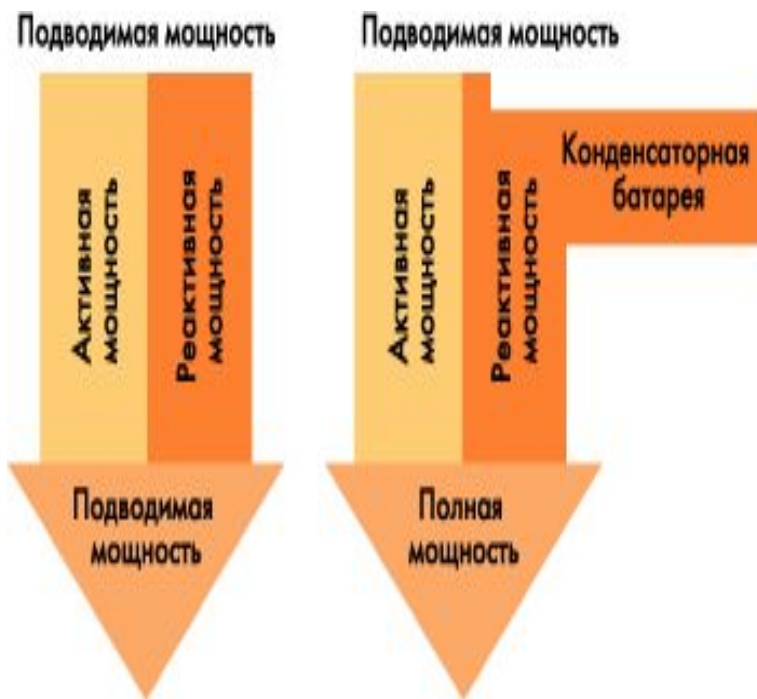 Подводимая мощность
Активная
мощность
Реактивная
мощность
Подводимая
мощность
Подводимая мощность
Активная
мощность
Реактивная
мощность
Конденсаторная
батарея
Полная
мощность